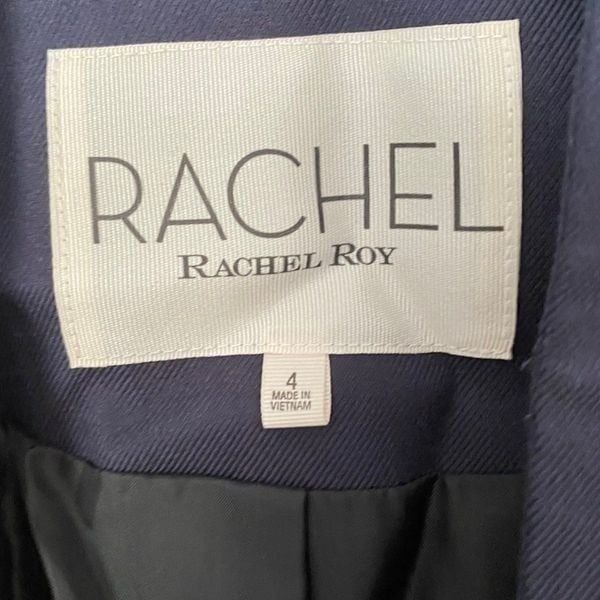 RACHEL
RACHEL ROY
4
MADE IN
VIETNAM